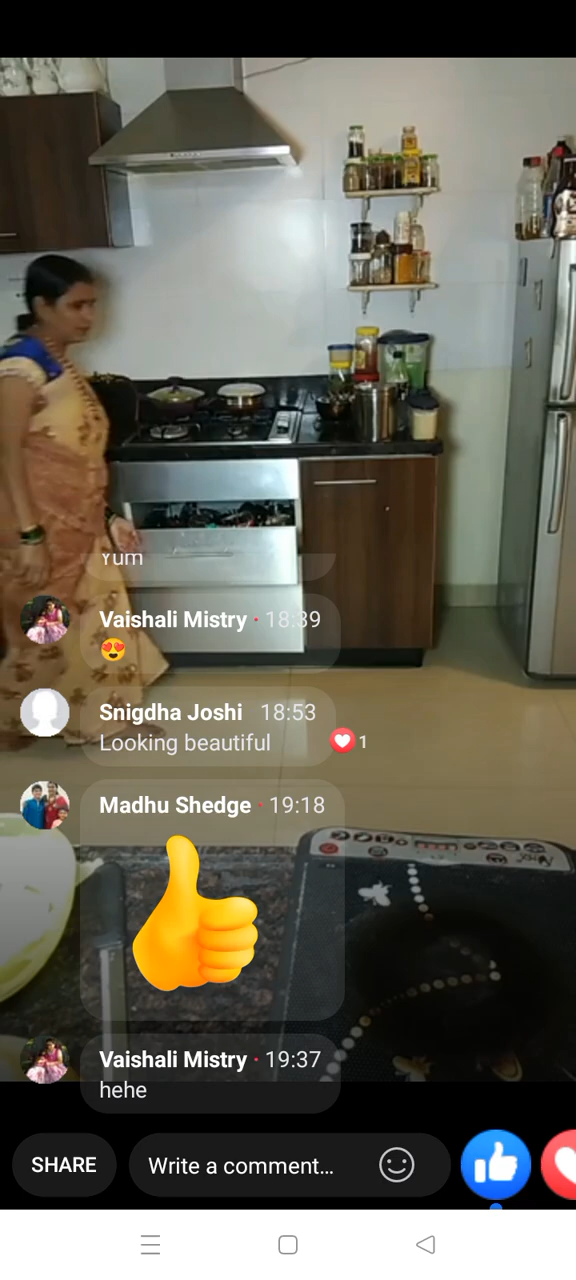 Yum
Vaishali Mistry · 18:39
😍
Snigdha Joshi 18:53
Looking beautiful
1
Madhu Shedge · 19:18
Vaishali Mistry · 19:37
hehe
SHARE
Write a comment...